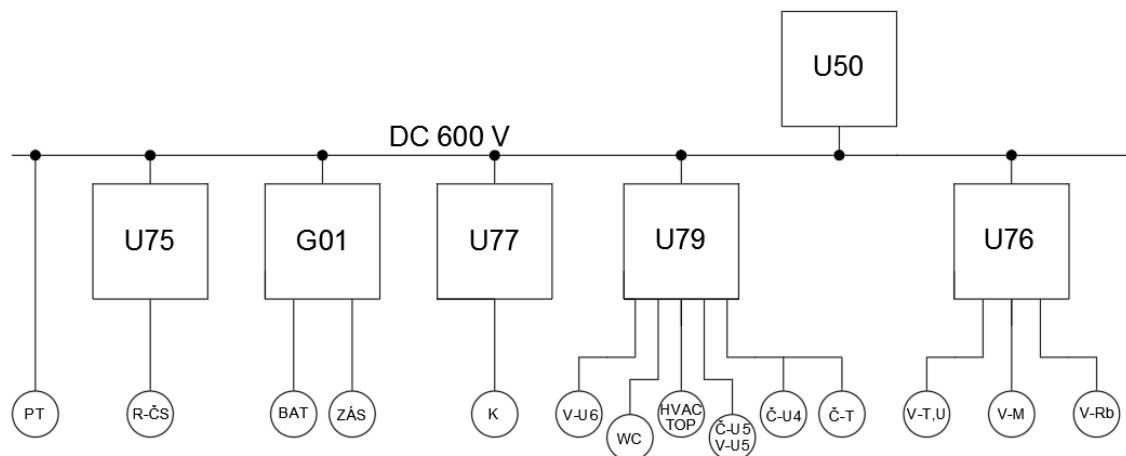 U50
DC 600 V
U75
G01
U77
U79
U76
PT
R-ČS
BAT
ZÁS
K
V-U6
WC
HVAC
TOP
Č-U5
V-U5
Č-U4
Č-T
V-T,U
V-M
V-Rb